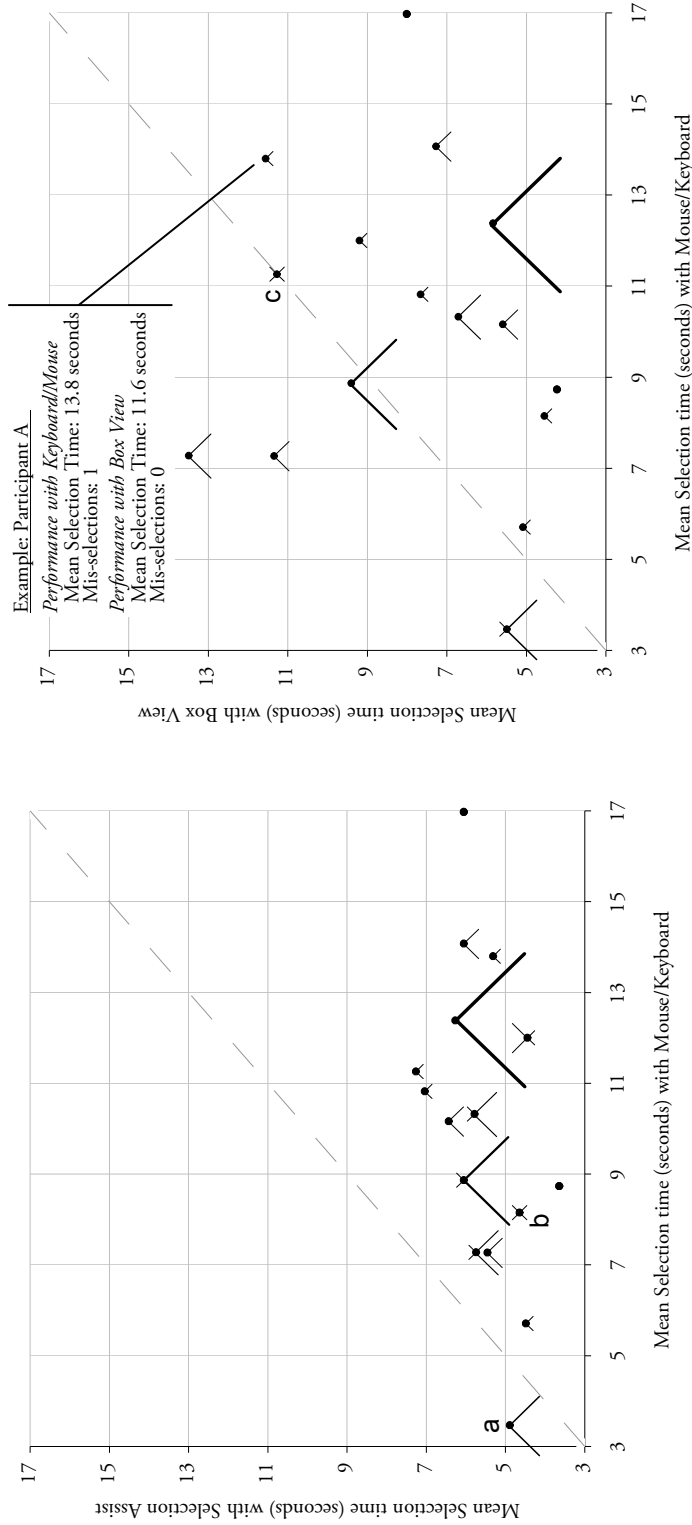 Mean Selection time (seconds) with Selection Assist
17
15
13
11
9
7
5
3
a
b
3 5 7 9 11 13 15 17
Mean Selection time (seconds) with Mouse/Keyboard
Mean Selection time (seconds) with Box View
17
15
13
11
9
7
5
3
Example: Participant A
Performance with Keyboard/Mouse
Mean Selection Time: 13.8 seconds
Mis-selections: 1
Performance with Box View
Mean Selection Time: 11.6 seconds
Mis-selections: 0
c
3 5 7 9 11 13 15 17
Mean Selection time (seconds) with Mouse/Keyboard